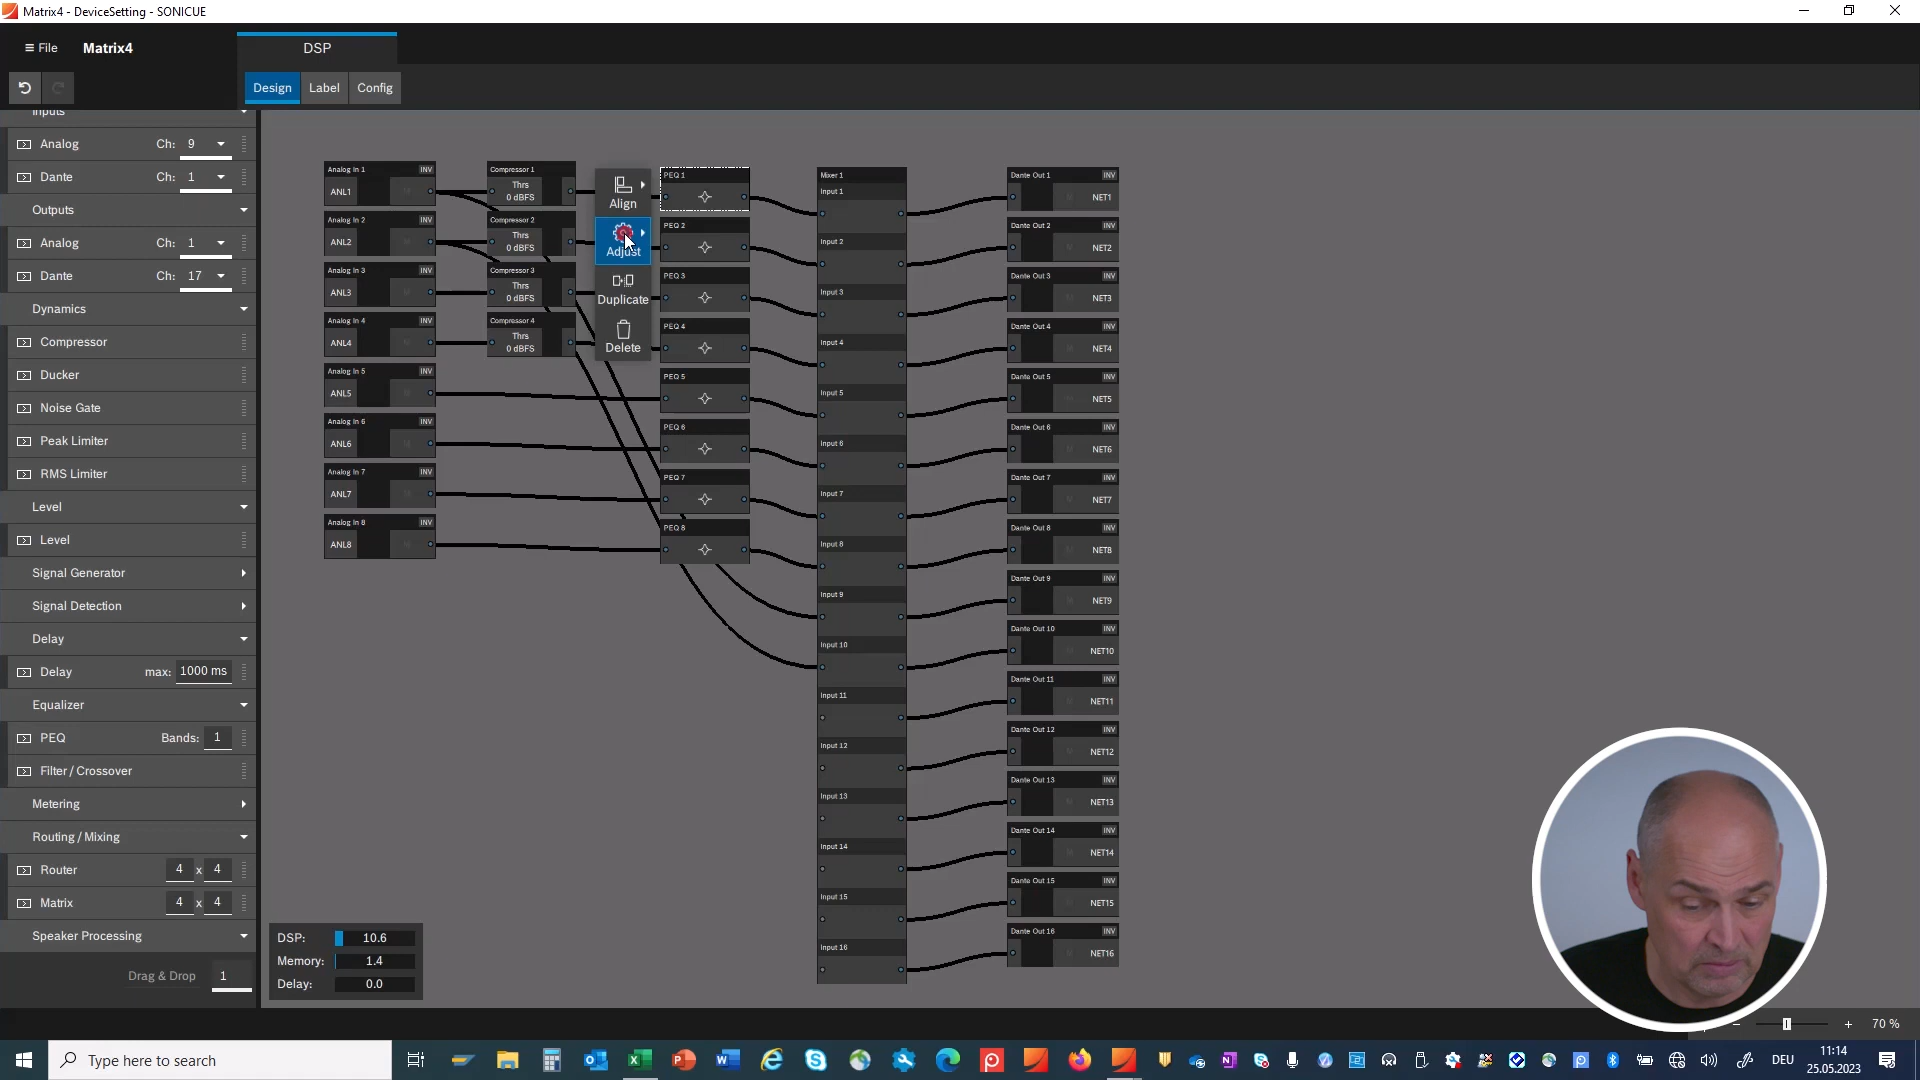 Matrix4 - DeviceSetting - SONICUE
≡ File
Matrix4
DSP
Design
Label
Config
Inputs
Analog Ch: 9
Dante Ch: 1
Outputs
Analog Ch: 1
Dante Ch: 17
Dynamics
Compressor
Ducker
Noise Gate
Peak Limiter
RMS Limiter
Level
Level
Signal Generator
Signal Detection
Delay
Delay max: 1000 ms
Equalizer
PEQ Bands: 1
Filter / Crossover
Metering
Routing / Mixing
Router 4 x 4
Matrix 4 x 4
Speaker Processing
Drag & Drop 1
Analog In 1 INV
ANL1 M
Analog In 2 INV
ANL2 M
Analog In 3 INV
ANL3 M
Analog In 4 INV
ANL4 M
Analog In 5 INV
ANL5 M
Analog In 6 INV
ANL6 M
Analog In 7 INV
ANL7 M
Analog In 8 INV
ANL8 M
Compressor 1
Thrs
0 dBFS
Compressor 2
Thrs
0 dBFS
Compressor 3
Thrs
0 dBFS
Compressor 4
Thrs
0 dBFS
Align
Adjust
Duplicate
Delete
PEQ 1
PEQ 2
PEQ 3
PEQ 4
PEQ 5
PEQ 6
PEQ 7
PEQ 8
Mixer 1
Input 1
Input 2
Input 3
Input 4
Input 5
Input 6
Input 7
Input 8
Input 9
Input 10
Input 11
Input 12
Input 13
Input 14
Input 15
Input 16
Dante Out 1 INV
M NET1
Dante Out 2 INV
M NET2
Dante Out 3 INV
M NET3
Dante Out 4 INV
M NET4
Dante Out 5 INV
M NET5
Dante Out 6 INV
M NET6
Dante Out 7 INV
M NET7
Dante Out 8 INV
M NET8
Dante Out 9 INV
M NET9
Dante Out 10 INV
M NET10
Dante Out 11 INV
M NET11
Dante Out 12 INV
M NET12
Dante Out 13 INV
M NET13
Dante Out 14 INV
M NET14
Dante Out 15 INV
M NET15
Dante Out 16 INV
M NET16
DSP: 10.6
Memory: 1.4
Delay: 0.0
70 %
Type here to search
DEU
11:14
25.05.2023